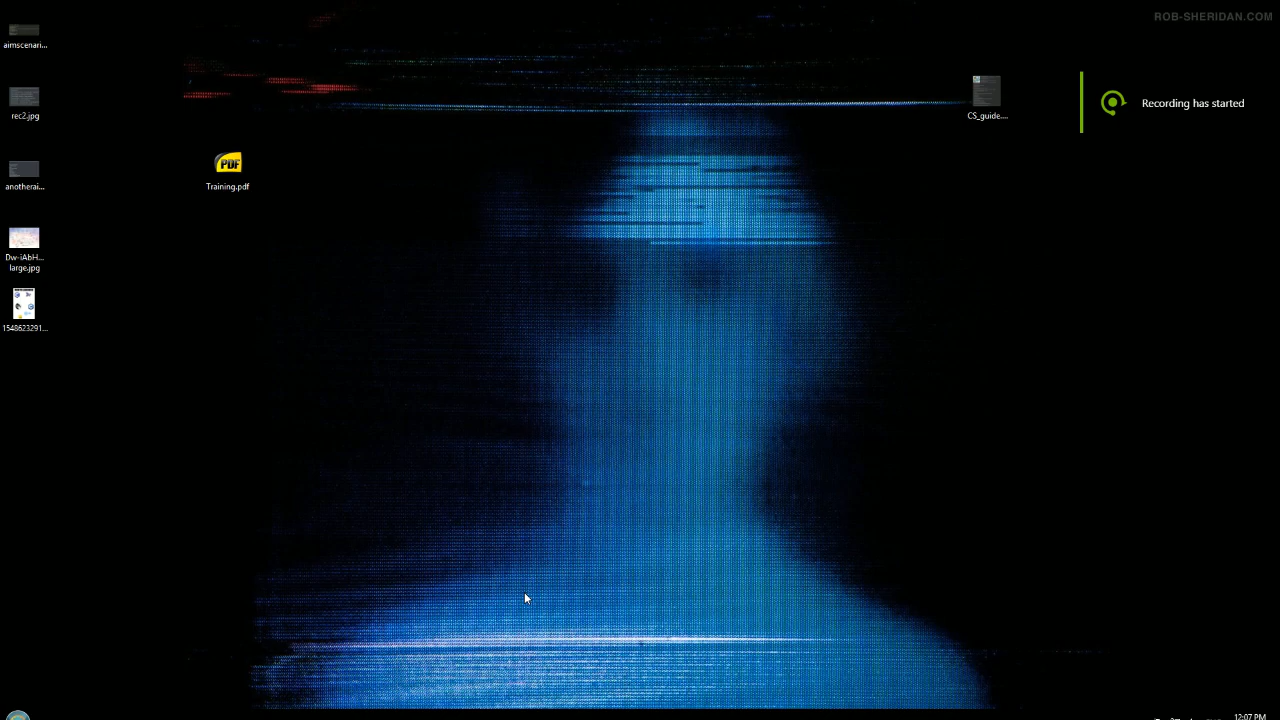 ROB-SHERIDAN.COM
aimscenari...
rec2.jpg
CS_guide....
Recording has started
PDF
Training.pdf
anotherai...
Dw-iAbH...
large.jpg
1548623291...
12:07 PM